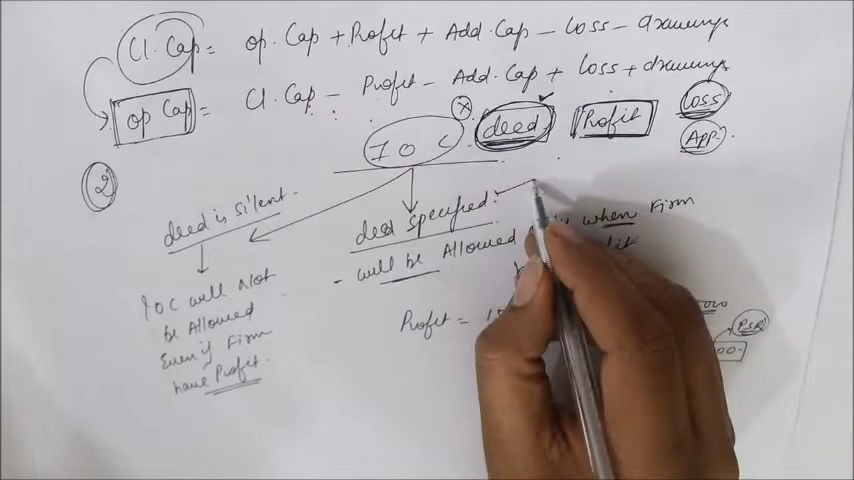 Cl. Cap = op. Cap + Profit + Add. Cap - loss - drawings
op Cap = Cl. Cap - Profit - Add. Cap + loss + drawings
IOC x deed Profit loss
APP.
2
deed is silent
deed specified
IOC will Not
be Allowed
Even if Firm
have Profit.
- will be Allowed when Firm
Profit =
PSR